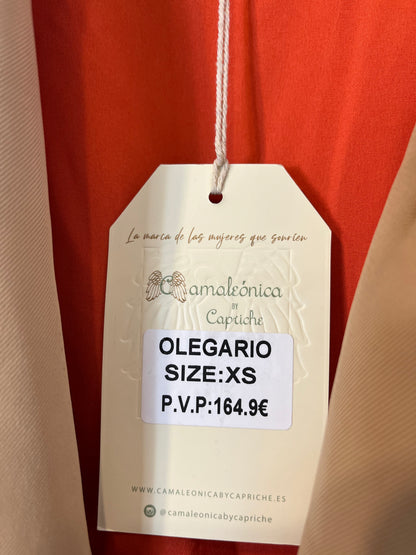 La marca de las mujeres que sonríen
Camaleónica
BY
Capriche
OLEGARIO
SIZE:XS
P.V.P:164.9€
WWW.CAMALEONICABYCAPRICHE.ES
@camaleonicabycapriche